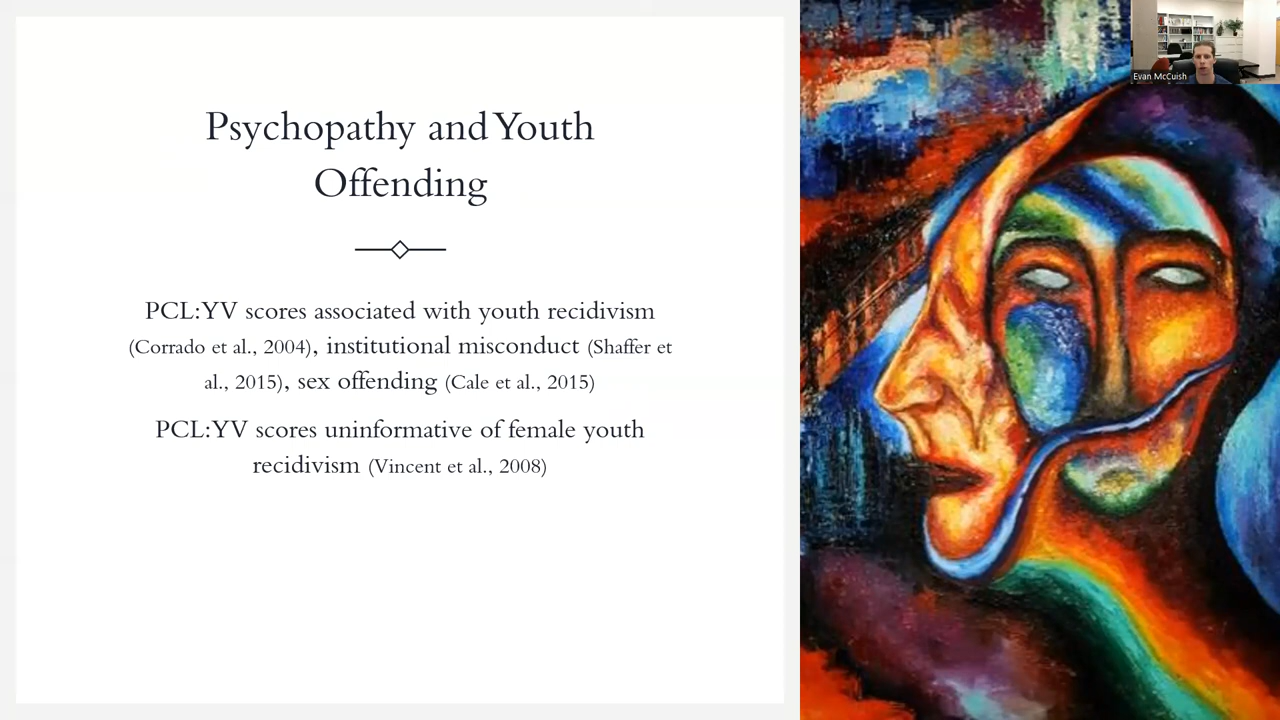 Psychopathy and Youth
Offending
PCL:YV scores associated with youth recidivism
(Corrado et al., 2004), institutional misconduct (Shaffer et
al., 2015), sex offending (Cale et al., 2015)
PCL:YV scores uninformative of female youth
recidivism (Vincent et al., 2008)
Evan McCuish